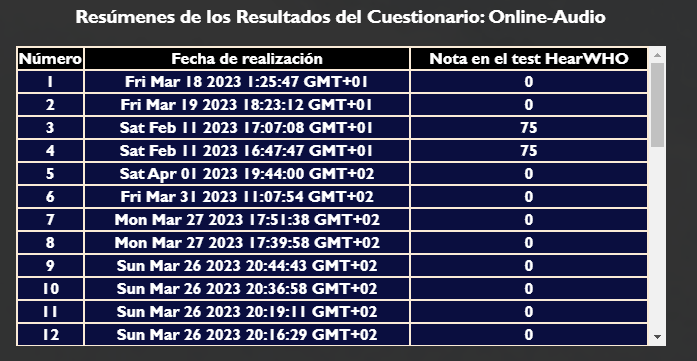 Resúmenes de los Resultados del Cuestionario: Online-Audio
Número Fecha de realización Nota en el test HearWHO
1 Fri Mar 18 2023 1:25:47 GMT+01 0
2 Fri Mar 19 2023 18:23:12 GMT+01 0
3 Sat Feb 11 2023 17:07:08 GMT+01 75
4 Sat Feb 11 2023 16:47:47 GMT+01 75
5 Sat Apr 01 2023 19:44:00 GMT+02 0
6 Fri Mar 31 2023 11:07:54 GMT+02 0
7 Mon Mar 27 2023 17:51:38 GMT+02 0
8 Mon Mar 27 2023 17:39:58 GMT+02 0
9 Sun Mar 26 2023 20:44:43 GMT+02 0
10 Sun Mar 26 2023 20:36:58 GMT+02 0
11 Sun Mar 26 2023 20:19:11 GMT+02 0
12 Sun Mar 26 2023 20:16:29 GMT+02 0